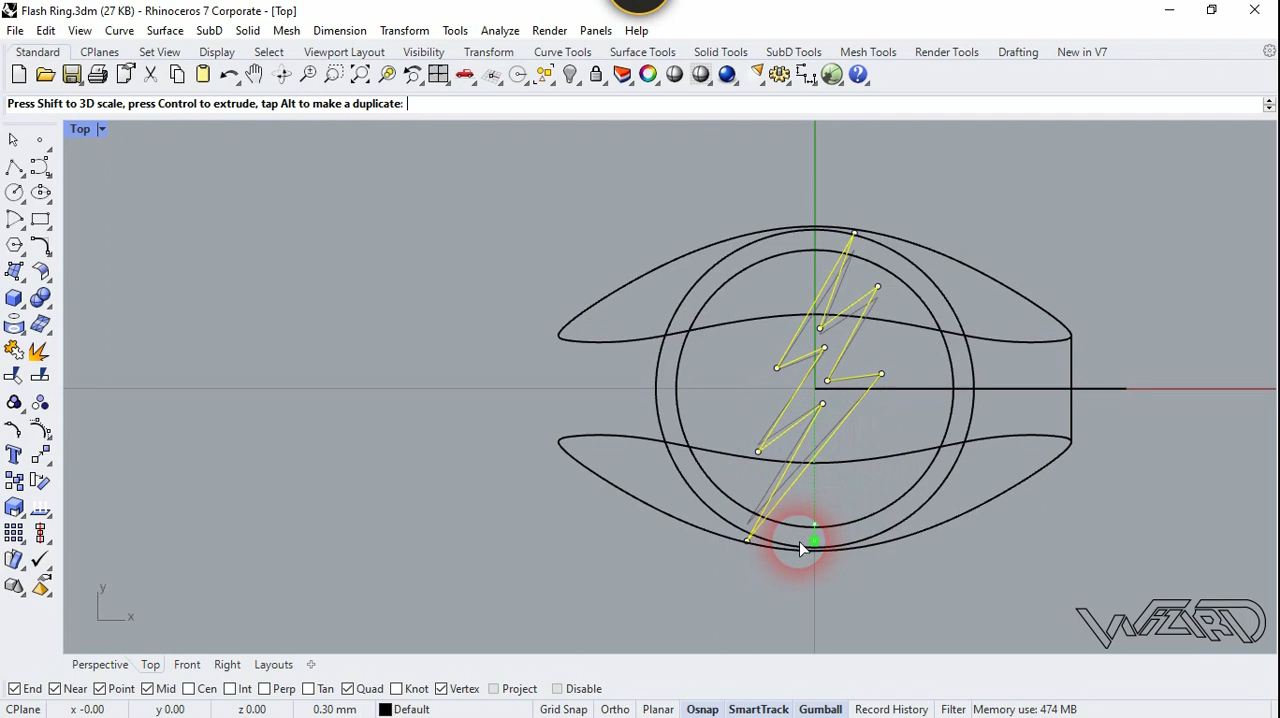 Flash Ring.3dm (27 KB) - Rhinoceros 7 Corporate - [Top]
File Edit View Curve Surface SubD Solid Mesh Dimension Transform Tools Analyze Render Panels Help
Standard CPlanes Set View Display Select Viewport Layout Visibility Transform Curve Tools Surface Tools Solid Tools SubD Tools Mesh Tools Render Tools Drafting New in V7
Press Shift to 3D scale, press Control to extrude, tap Alt to make a duplicate:
Top
y
x
WIZARD
Perspective Top Front Right Layouts
End Near Point Mid Cen Int Perp Tan Quad Knot Vertex Project Disable
CPlane x -0.00 y 0.00 z 0.00 0.30 mm Default Grid Snap Ortho Planar Osnap SmartTrack Gumball Record History Filter Memory use: 474 MB